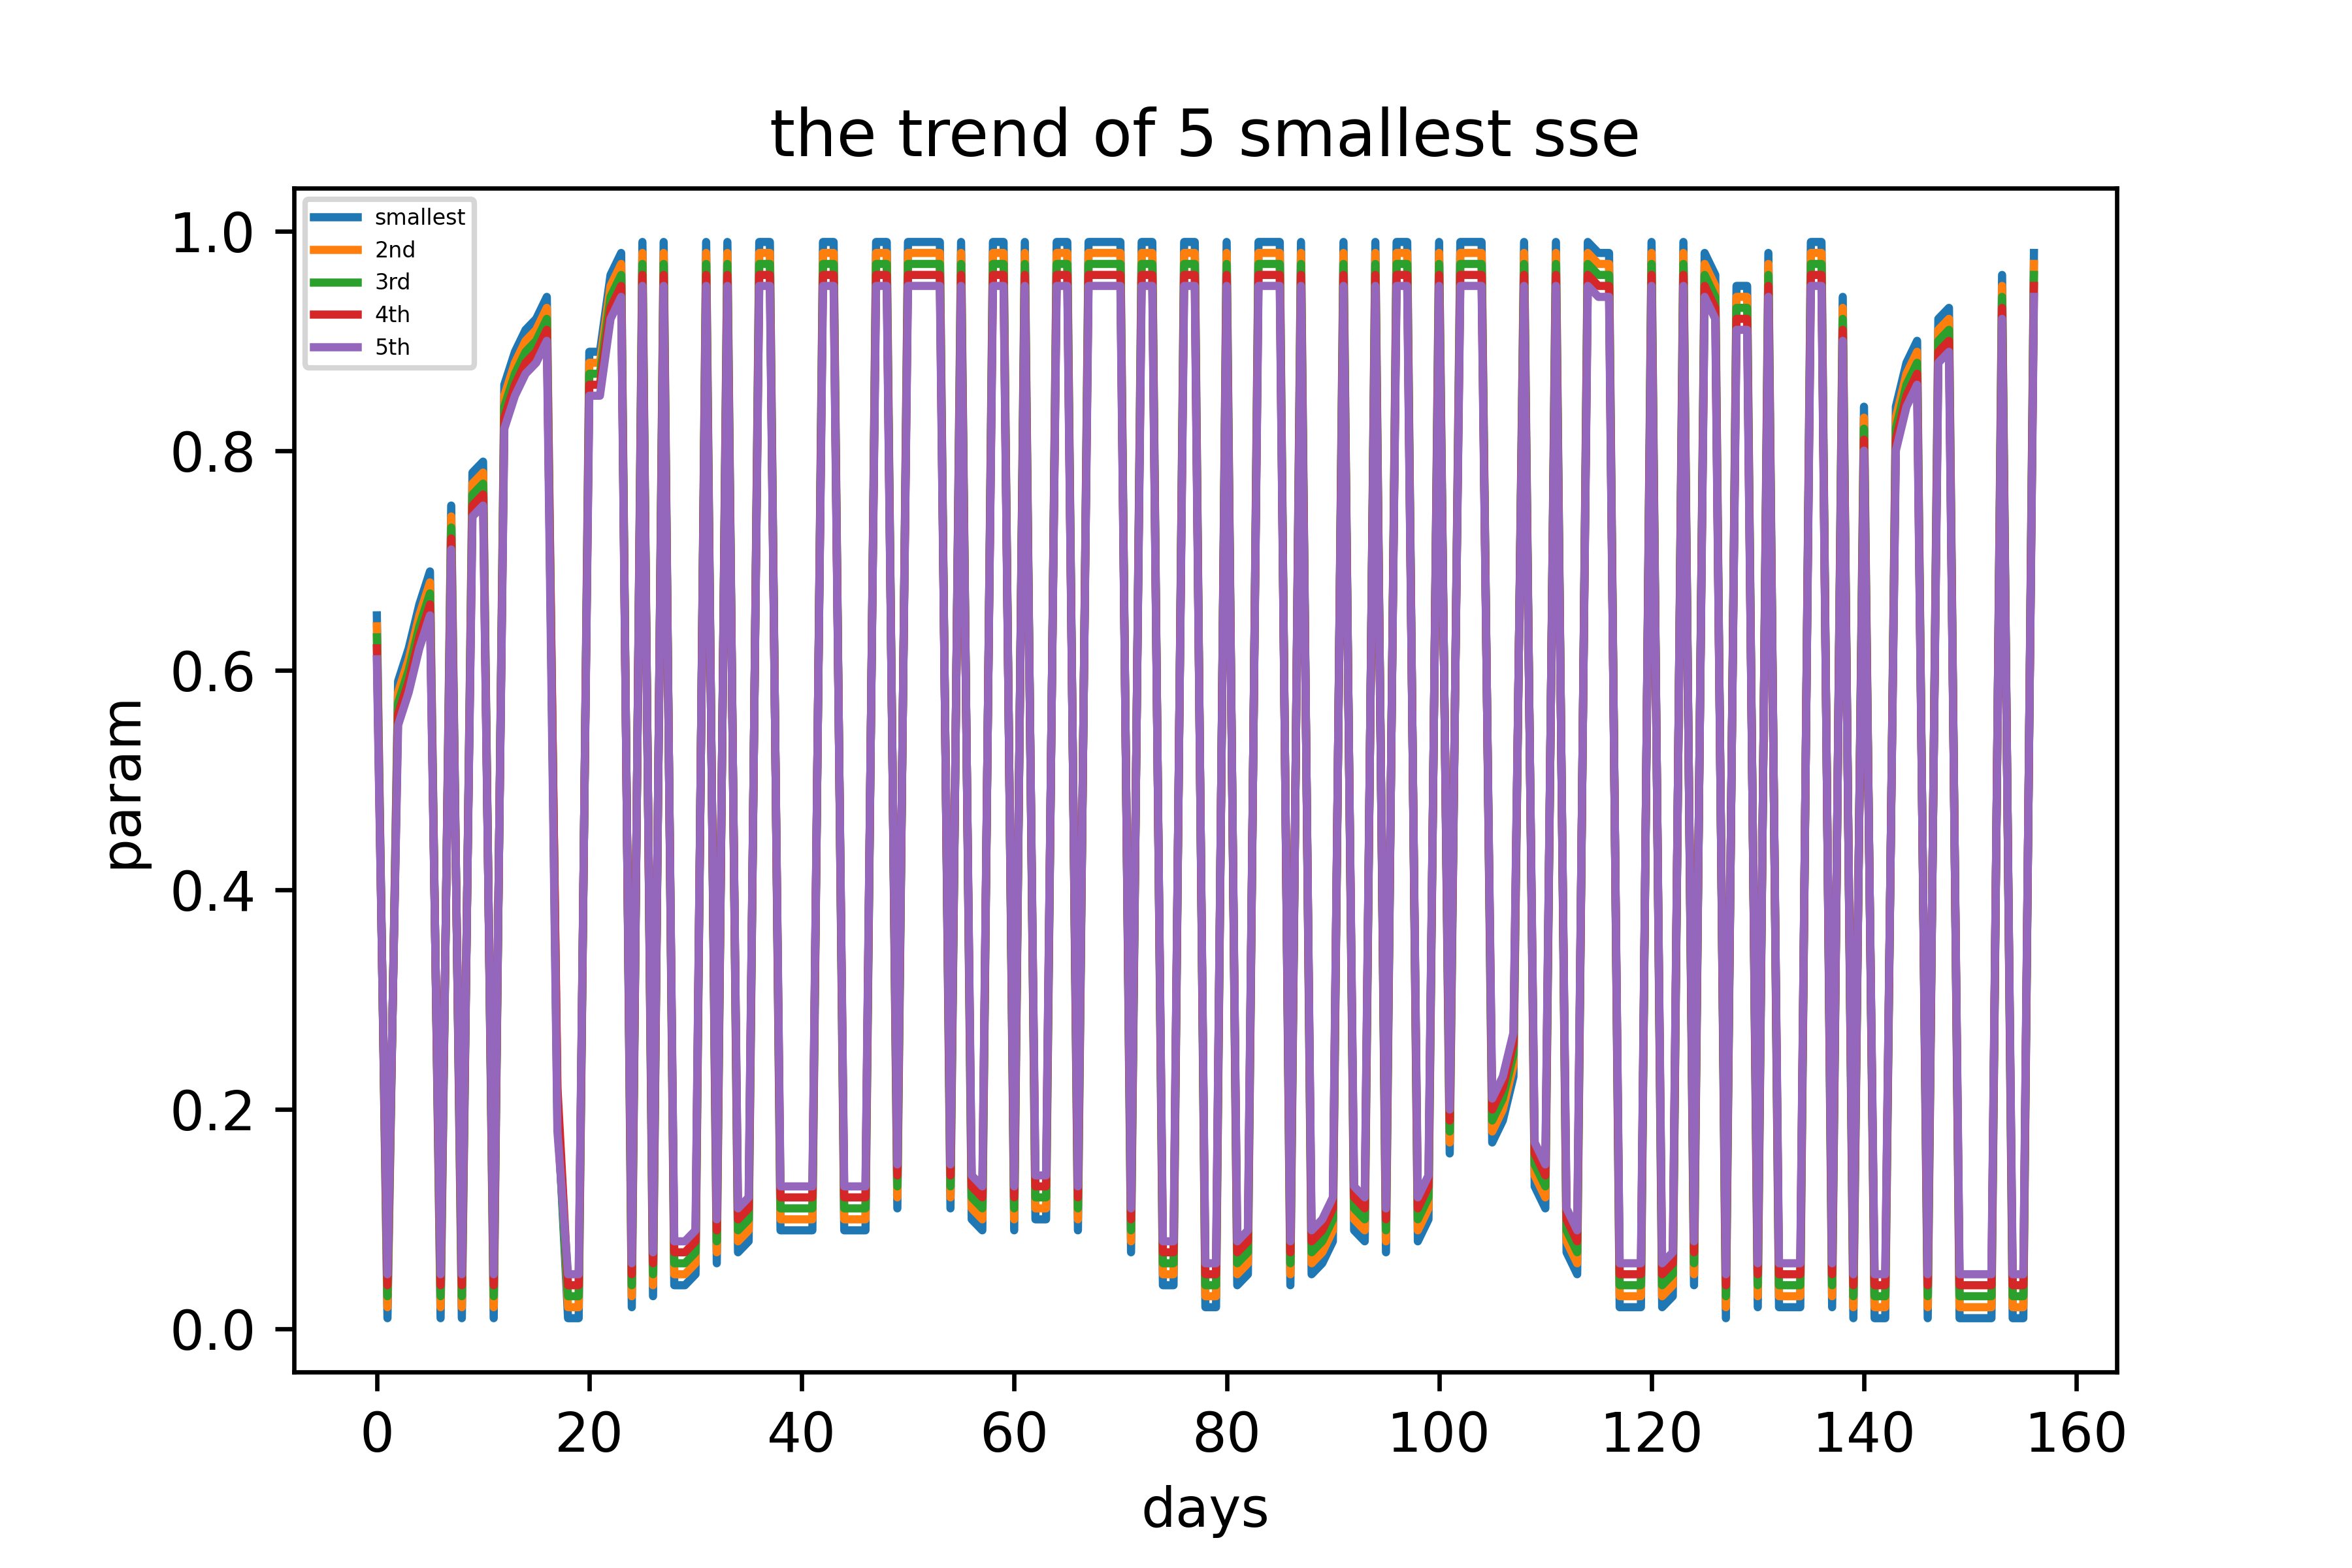 the trend of 5 smallest sse
smallest
2nd
3rd
4th
5th
1.0
0.8
0.6
0.4
0.2
0.0
param
0 20 40 60 80 100 120 140 160
days